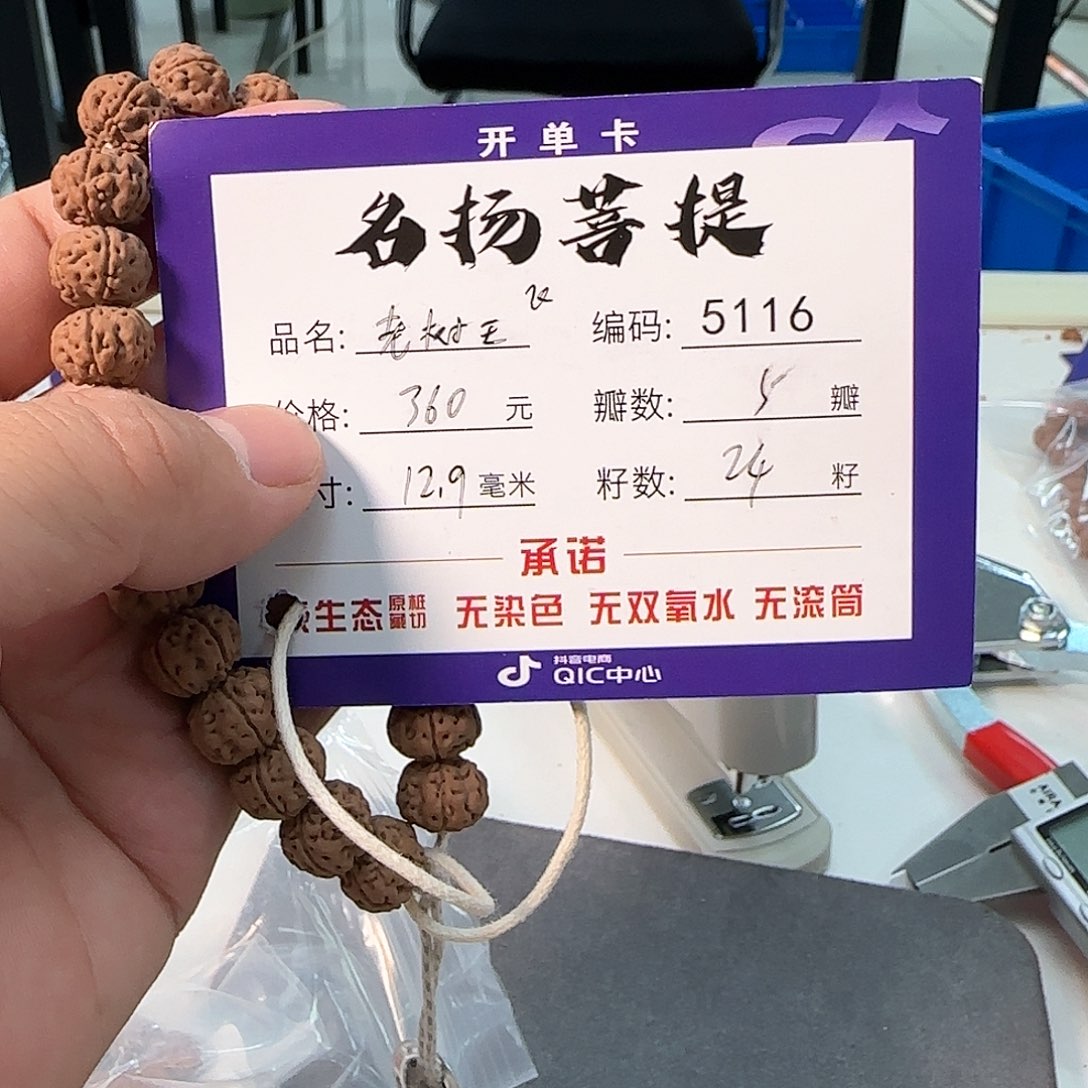 开单卡
名扬菩提
品名: 老树王 编码: 5116
价格: 360 元 瓣数: 5 瓣
寸: 12.9 毫米 籽数: 24 籽
承诺
生态 原桩藏切 无染色 无双氧水 无滚筒
抖音电商
QIC中心
AIRA